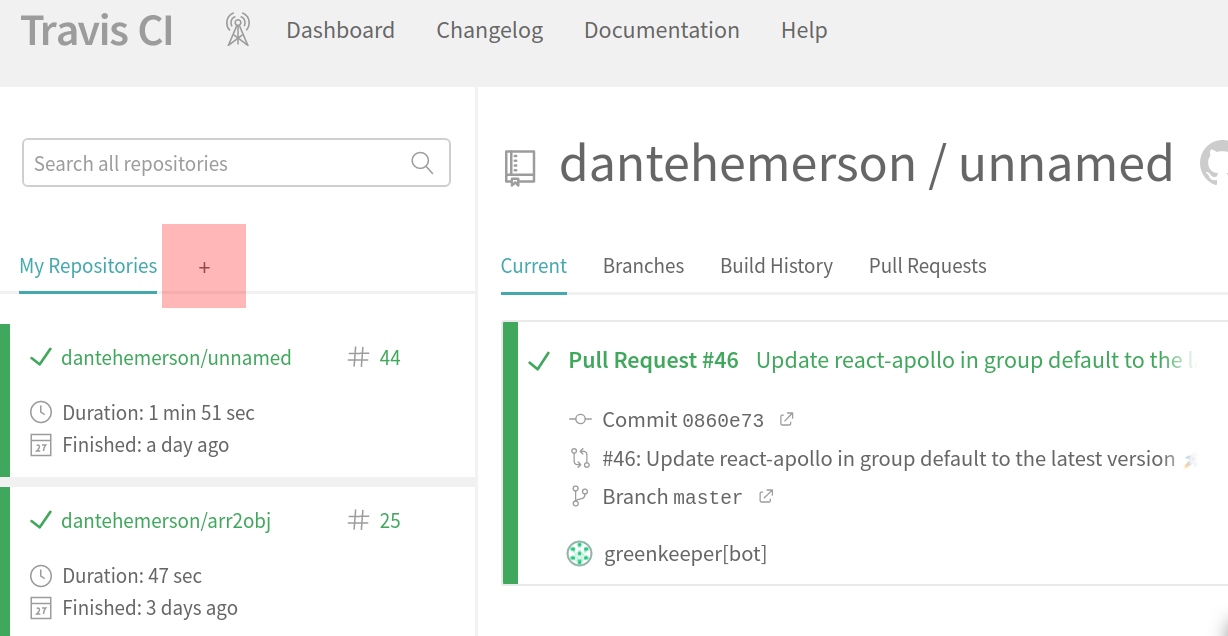 Travis CI Dashboard Changelog Documentation Help
Search all repositories
dantehemerson / unnamed
My Repositories +
Current Branches Build History Pull Requests
dantehemerson/unnamed # 44
Duration: 1 min 51 sec
Finished: a day ago
dantehemerson/arr2obj # 25
Duration: 47 sec
Finished: 3 days ago
Pull Request #46 Update react-apollo in group default to the
Commit 0860e73
#46: Update react-apollo in group default to the latest version 🚀
Branch master
greenkeeper[bot]